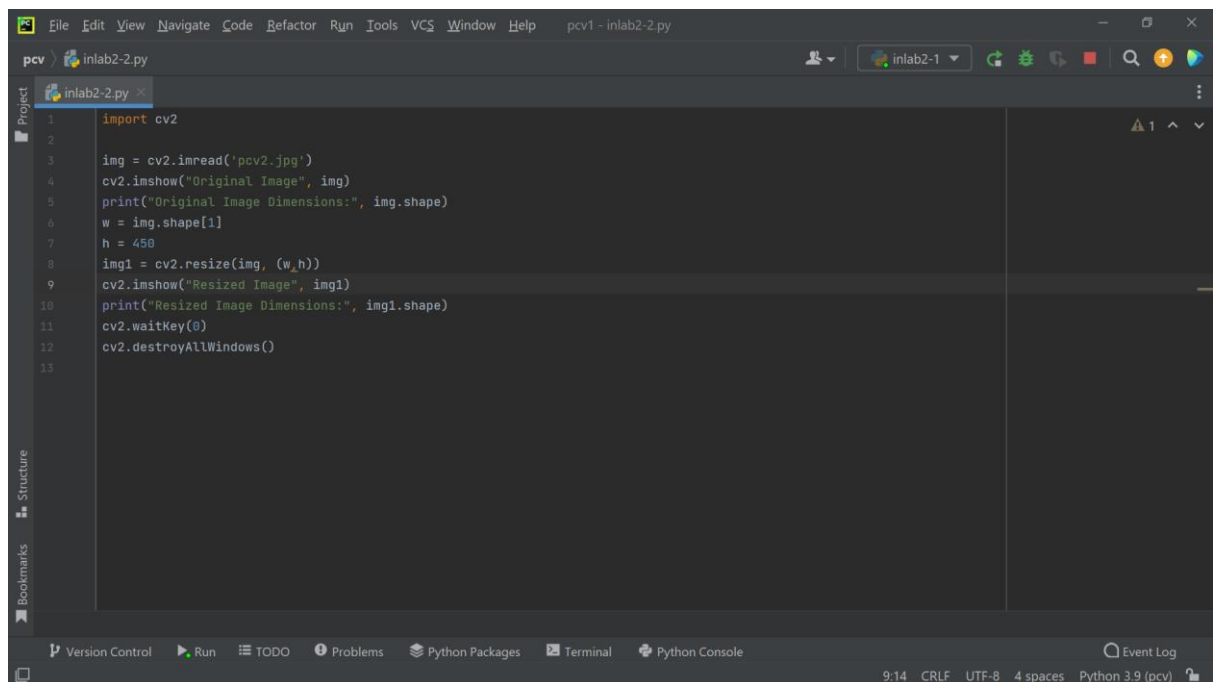 File Edit View Navigate Code Refactor Run Tools VCS Window Help pcv1 - inlab2-2.py
pcv inlab2-2.py inlab2-1
Project
inlab2-2.py
1 import cv2 1
2
3 img = cv2.imread('pcv2.jpg')
4 cv2.imshow("Original Image", img)
5 print("Original Image Dimensions:", img.shape)
6 w = img.shape[1]
7 h = 450
8 img1 = cv2.resize(img, (w,h))
9 cv2.imshow("Resized Image", img1)
10 print("Resized Image Dimensions:", img1.shape)
11 cv2.waitKey(0)
12 cv2.destroyAllWindows()
13
Structure
Bookmarks
Version Control Run TODO Problems Python Packages Terminal Python Console Event Log
9:14 CRLF UTF-8 4 spaces Python 3.9 (pcv)